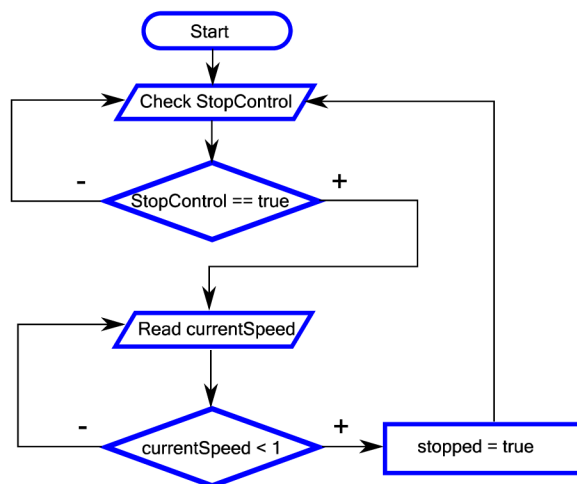 Start
Check StopControl
-
+
StopControl == true
Read currentSpeed
-
+
currentSpeed < 1
stopped = true